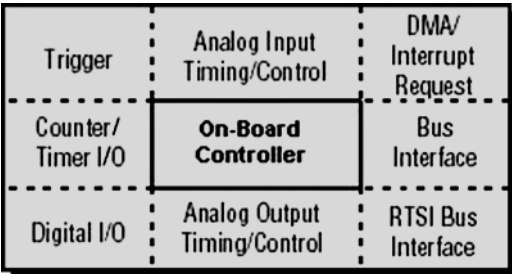 Trigger
Analog Input
Timing/Control
DMA/
Interrupt
Request
Counter/
Timer I/O
On-Board
Controller
Bus
Interface
Digital I/O
Analog Output
Timing/Control
RTSI Bus
Interface